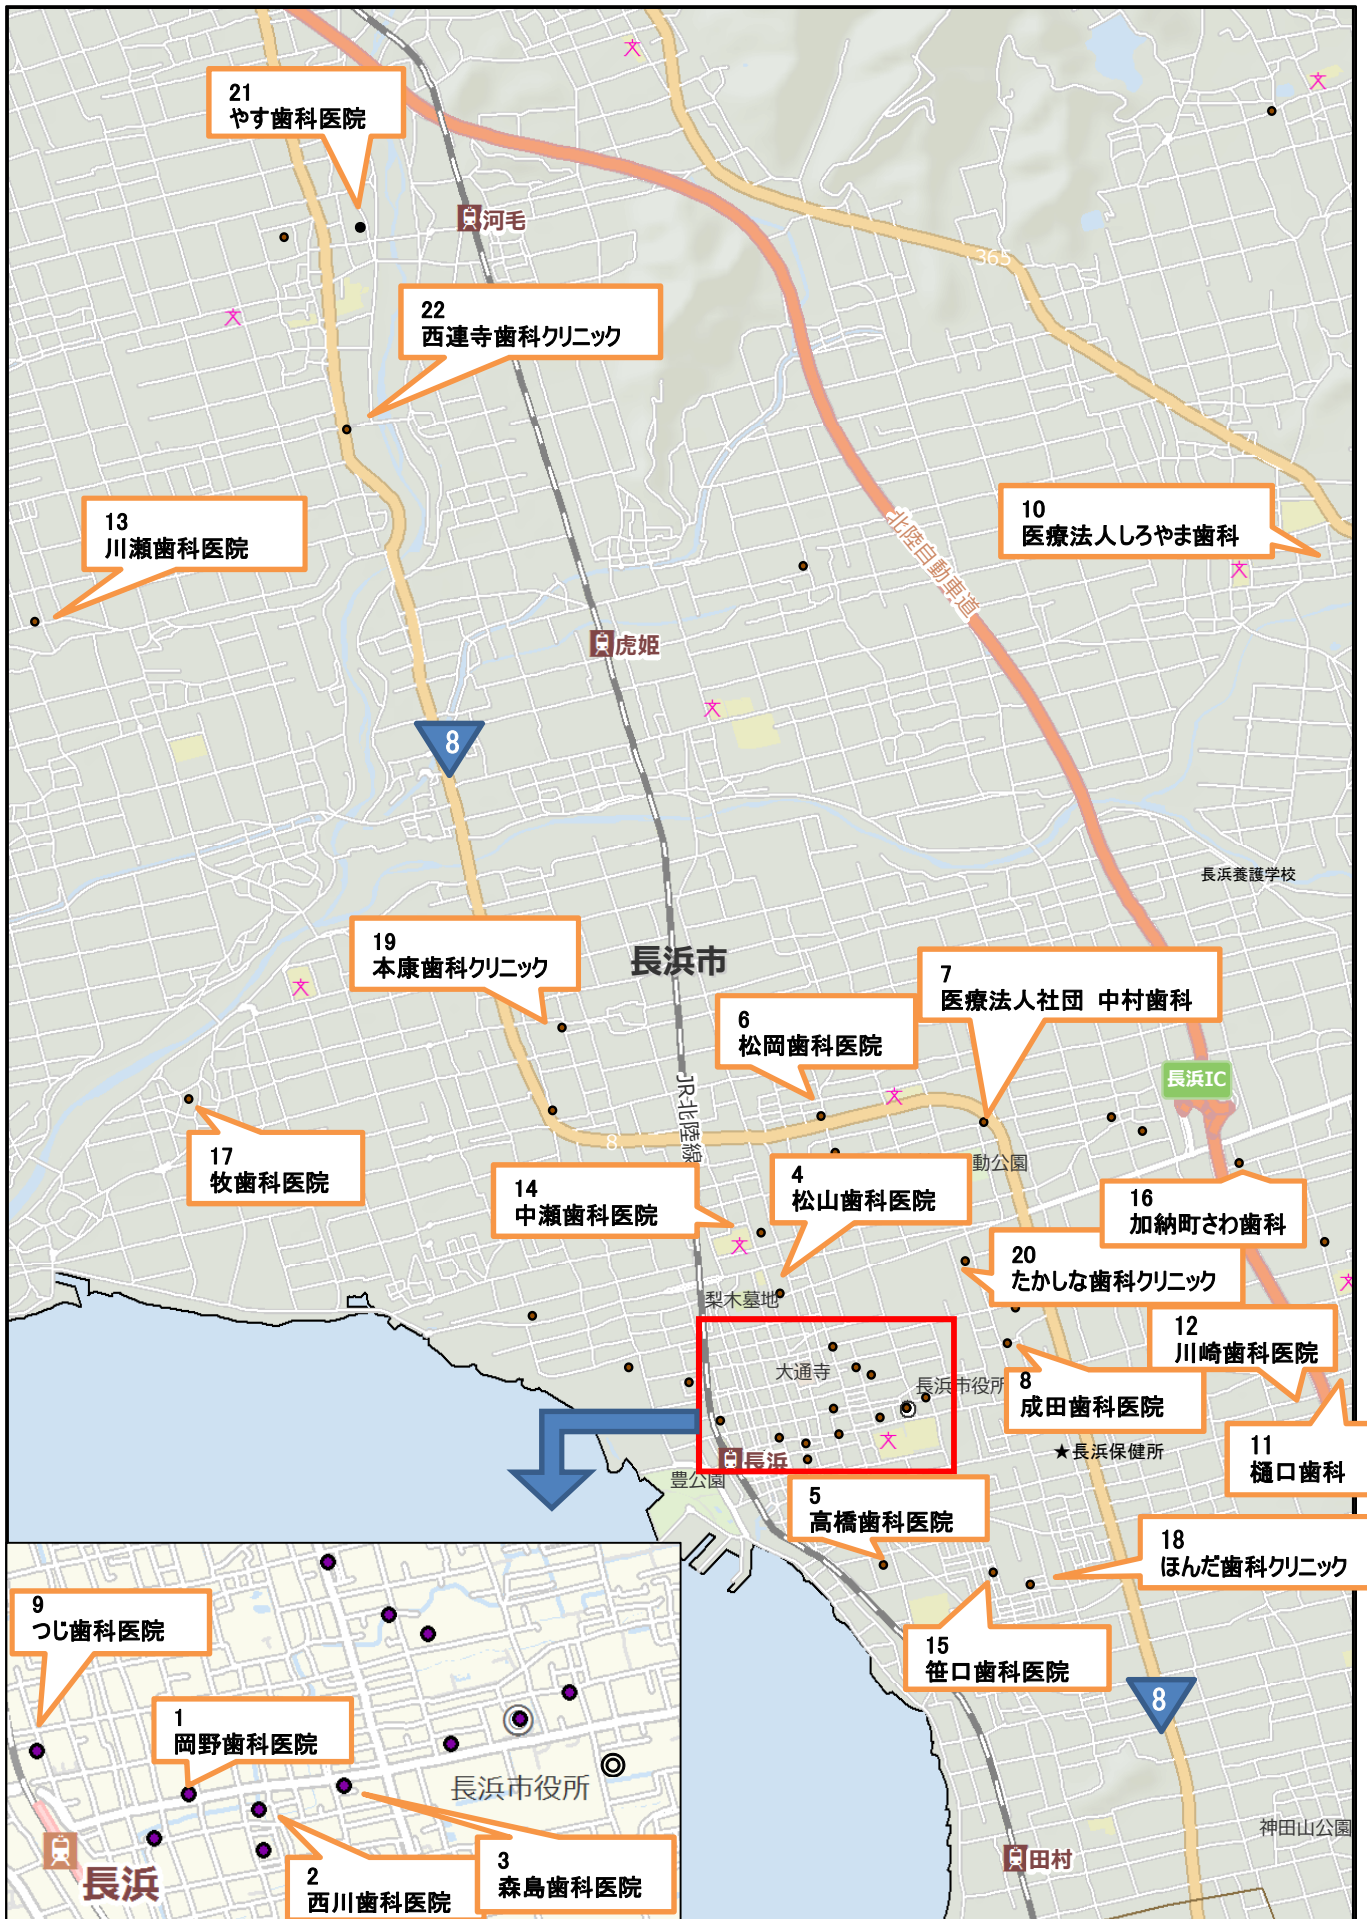 21
やす歯科医院
河毛
365
22
西連寺歯科クリニック
13
川瀬歯科医院
10
医療法人しろやま歯科
北陸自動車道
虎姫
8
長浜養護学校
19
本康歯科クリニック
長浜市
7
医療法人社団 中村歯科
6
松岡歯科医院
長浜IC
JR北陸線
8
動公園
17
牧歯科医院
14
中瀬歯科医院
4
松山歯科医院
16
加納町さわ歯科
20
たかしな歯科クリニック
梨木墓地
12
川崎歯科医院
大通寺
長浜市役所
8
成田歯科医院
★長浜保健所
11
樋口歯科
長浜
豊公園
5
高橋歯科医院
18
ほんだ歯科クリニック
15
笹口歯科医院
8
9
つじ歯科医院
1
岡野歯科医院
長浜市役所
2
西川歯科医院
3
森島歯科医院
長浜
田村
神田山公園